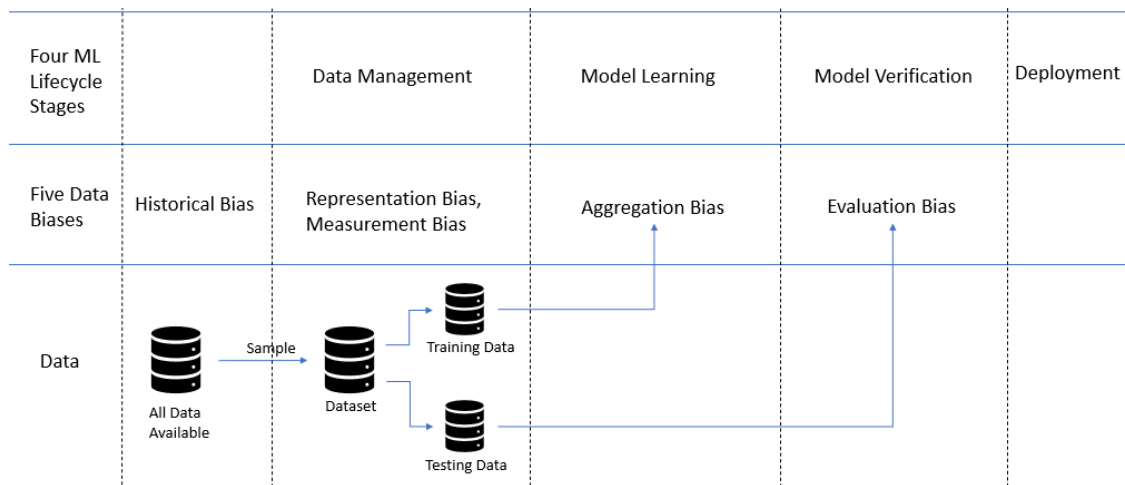 Four ML
Lifecycle
Stages
Data Management
Model Learning
Model Verification
Deployment
Five Data
Biases
Historical Bias
Representation Bias,
Measurement Bias
Aggregation Bias
Evaluation Bias
Data
All Data
Available
Sample
Dataset
Training Data
Testing Data